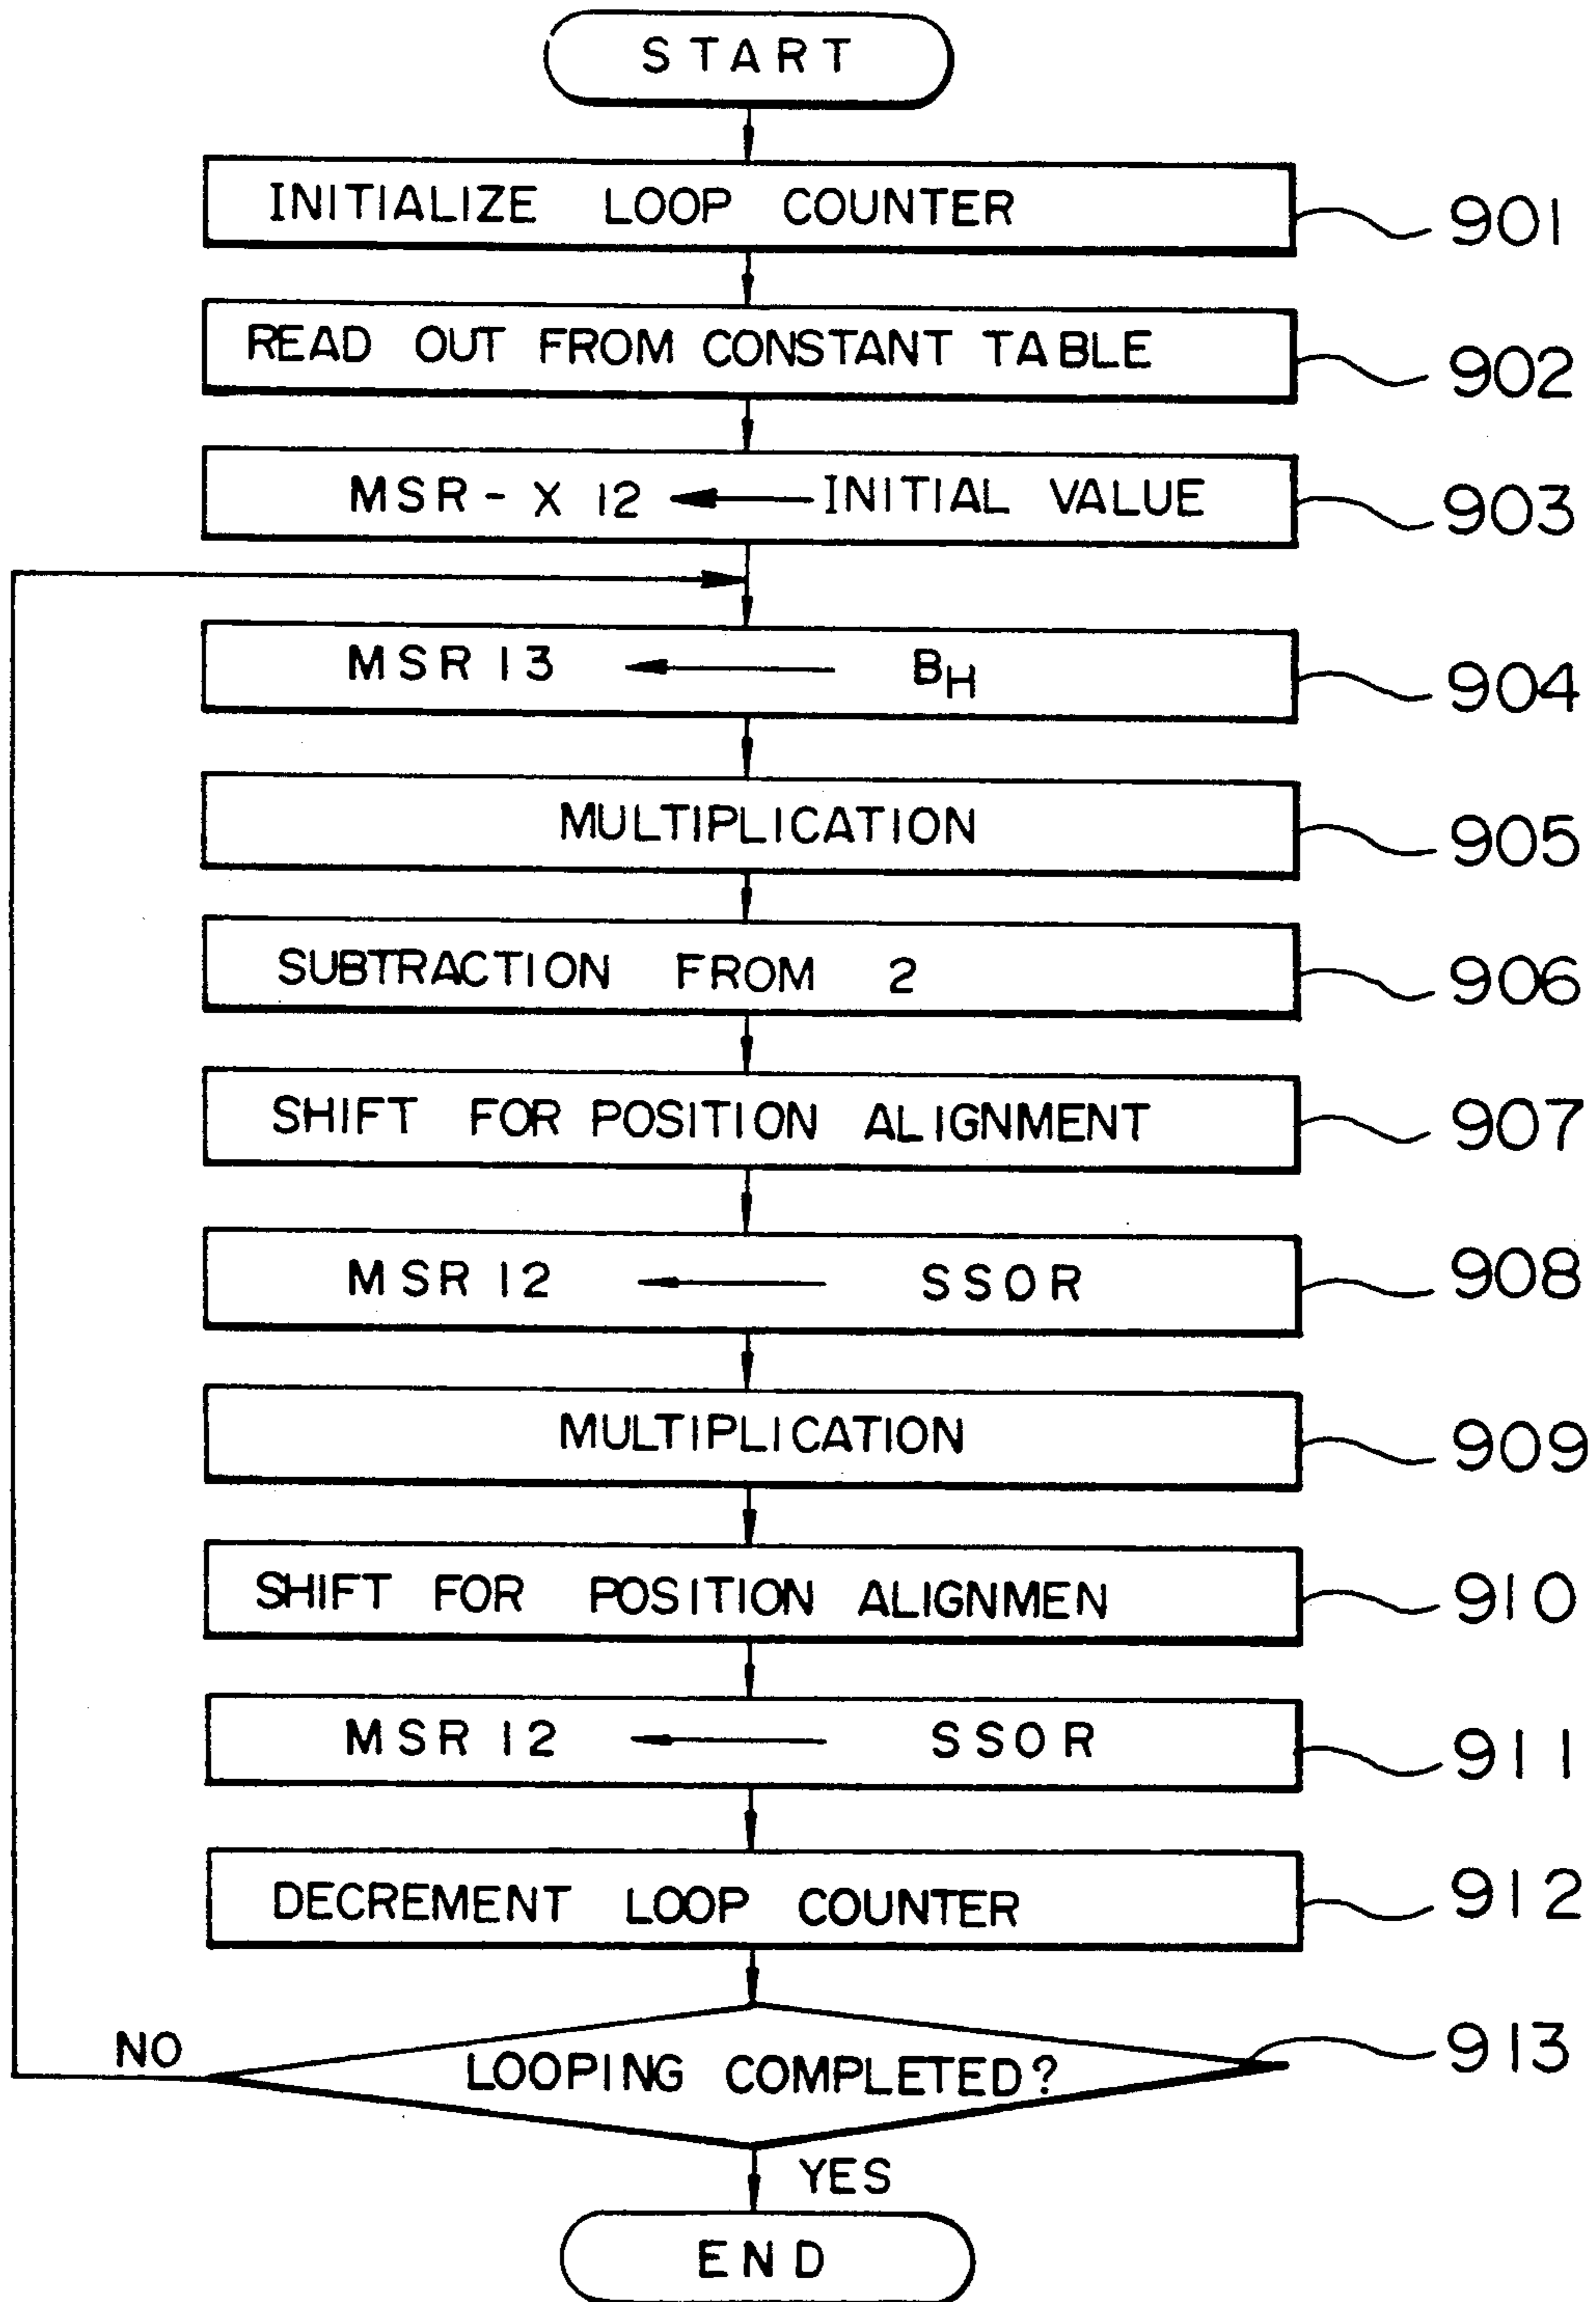 START
INITIALIZE LOOP COUNTER
901
READ OUT FROM CONSTANT TABLE
902
MSR- X 12 ← INITIAL VALUE
903
MSR 13 ← BH
904
MULTIPLICATION
905
SUBTRACTION FROM 2
906
SHIFT FOR POSITION ALIGNMENT
907
MSR 12 ← SSOR
908
MULTIPLICATION
909
SHIFT FOR POSITION ALIGNMEN
910
MSR 12 ← SSOR
911
DECREMENT LOOP COUNTER
912
LOOPING COMPLETED?
913
NO
YES
END